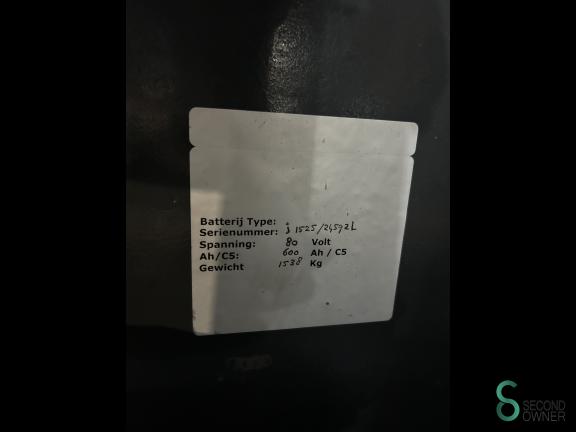 Batterij Type:
Serienummer: j 1525/24592L
Spanning: 80 Volt
Ah/C5: 600 Ah / C5
Gewicht 1538 Kg
SECOND
OWNER